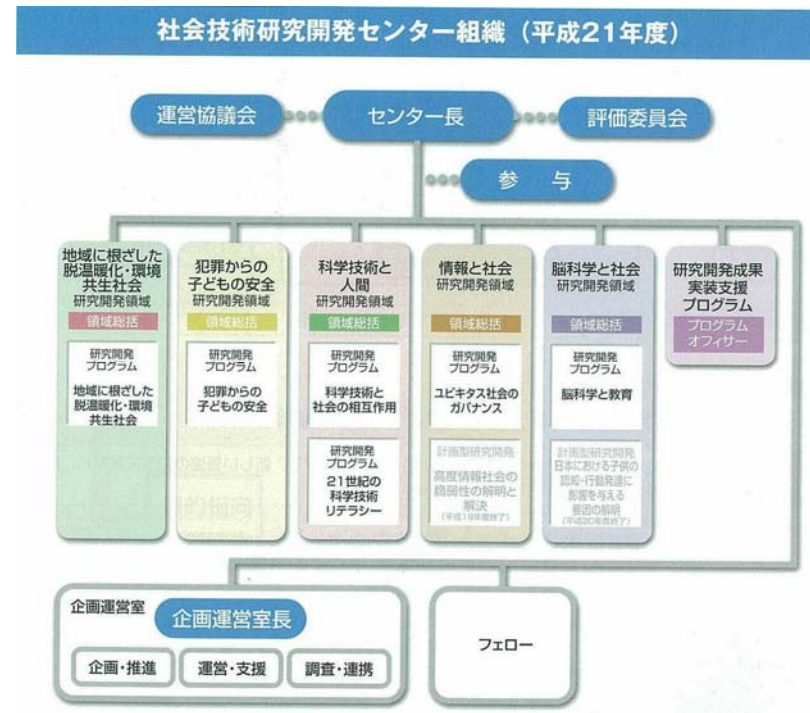 社会技術研究開発センター組織（平成21年度）
運営協議会
センター長
評価委員会
参 与
地域に根ざした
脱温暖化・環境
共生社会
研究開発領域
領域総括
研究開発
プログラム
地域に根ざした
脱温暖化・環境
共生社会
犯罪からの
子どもの安全
研究開発領域
領域総括
研究開発
プログラム
犯罪からの
子どもの安全
科学技術と
人間
研究開発領域
領域総括
研究開発
プログラム
科学技術と
社会の相互作用
研究開発
プログラム
21世紀の
科学技術
リテラシー
情報と社会
研究開発領域
領域総括
研究開発
プログラム
ユビキタス社会の
ガバナンス
計画型研究開発
高度情報社会の
脆弱性の解明と
解決
（平成19年度終了）
脳科学と社会
研究開発領域
領域総括
研究開発
プログラム
脳科学と教育
計画型研究開発
日本における子供の
認知・行動発達に
影響を与える
要因の解明
（平成20年度終了）
研究開発成果
実装支援
プログラム
プログラム
オフィサー
企画運営室
企画運営室長
企画・推進
運営・支援
調査・連携
フェロー